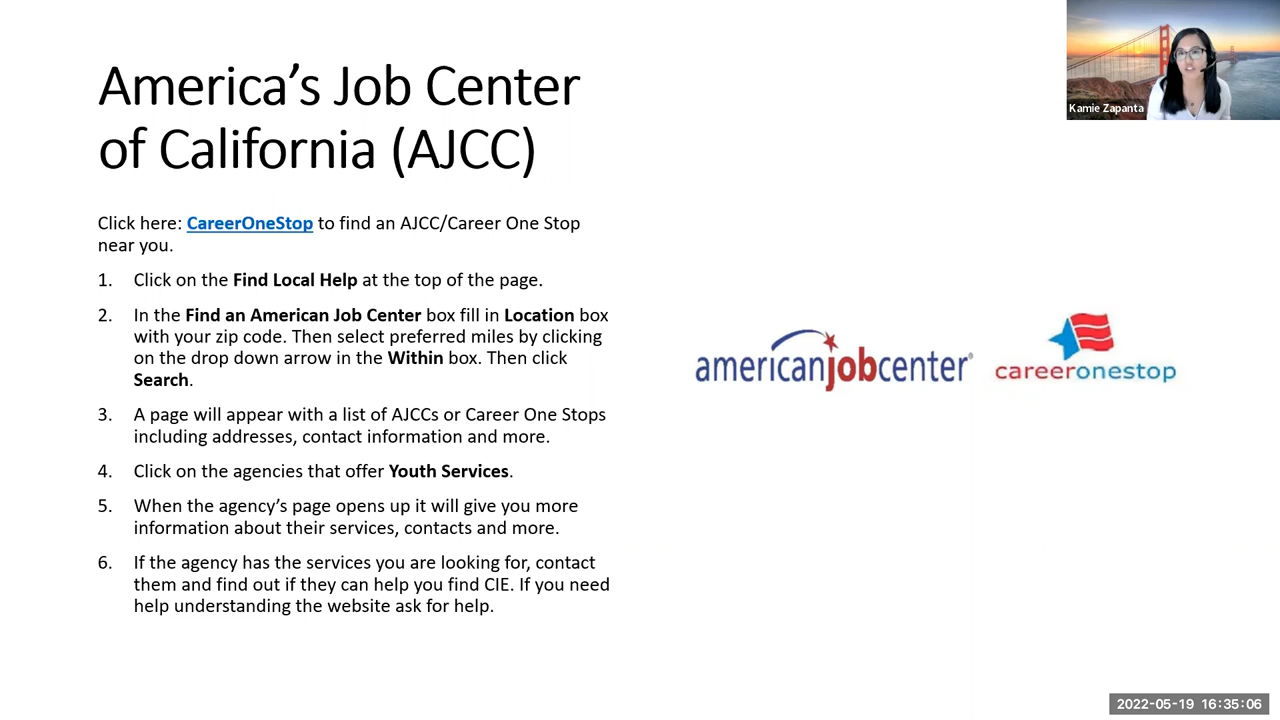 America’s Job Center
of California (AJCC)
Kamie Zapanta
Click here: CareerOneStop to find an AJCC/Career One Stop
near you.
1. Click on the Find Local Help at the top of the page.
2. In the Find an American Job Center box fill in Location box
with your zip code. Then select preferred miles by clicking
on the drop down arrow in the Within box. Then click
Search.
3. A page will appear with a list of AJCCs or Career One Stops
including addresses, contact information and more.
4. Click on the agencies that offer Youth Services.
5. When the agency’s page opens up it will give you more
information about their services, contacts and more.
6. If the agency has the services you are looking for, contact
them and find out if they can help you find CIE. If you need
help understanding the website ask for help.
americanjobcenter®
careeronestop
2022-05-19 16:35:06